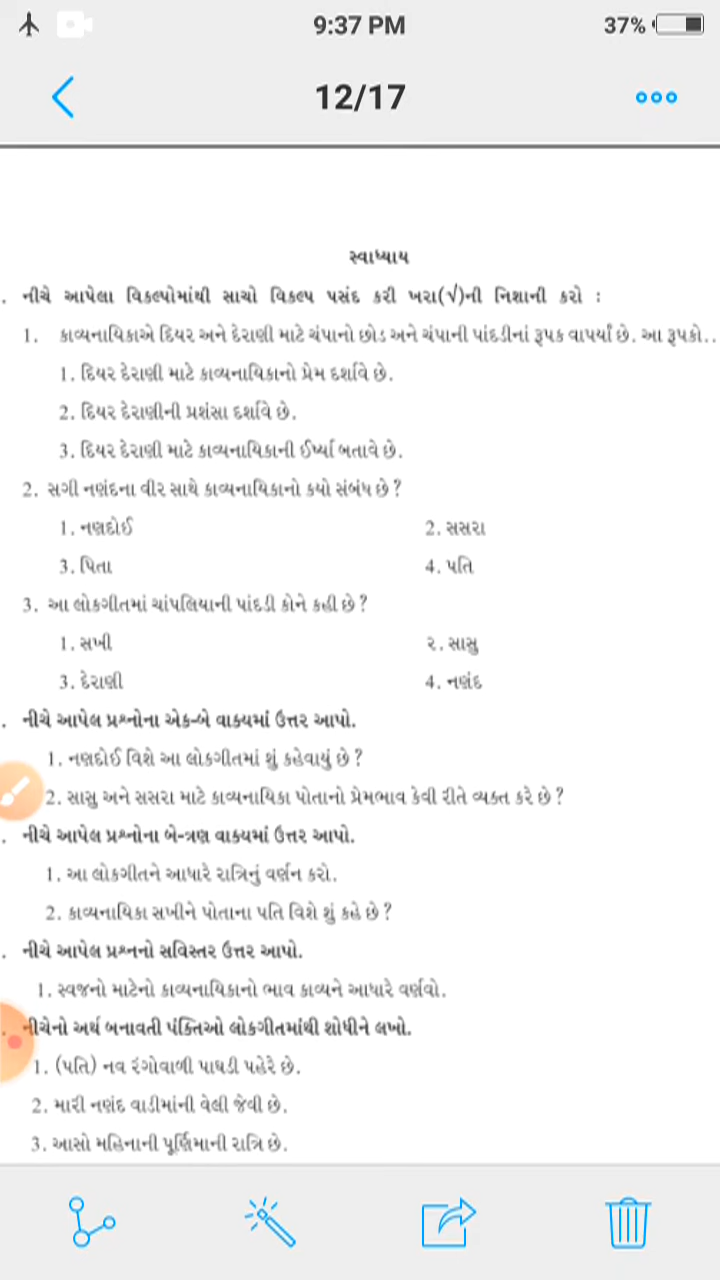 9:37 PM
37%
12/17
સ્વાધ્યાય
. નીચે આપેલા વિકલ્પોમાંથી સાચો વિકલ્પ પસંદ કરી ખરા(√)ની નિશાની કરો :
1. કાવ્યનાયિકાએ દિયર અને દેરાણી માટે ચંપાનો છોડ અને ચંપાની પાંદડીનાં રૂપક વાપર્યાં છે. આ રૂપકો..
1. દિયર દેરાણી માટે કાવ્યનાયિકાનો પ્રેમ દર્શાવે છે.
2. દિયર દેરાણીની પ્રશંસા દર્શાવે છે.
3. દિયર દેરાણી માટે કાવ્યનાયિકાની ઈર્ષ્યા બતાવે છે.
2. સગી નણંદના વીર સાથે કાવ્યનાયિકાનો કયો સંબંધ છે?
1. નણદોઈ 2. સસરા
3. પિતા 4. પતિ
3. આ લોકગીતમાં ચાંપલિયાની પાંદડી કોને કહી છે?
1. સખી ૨. સાસુ
3. દેરાણી 4. નણંદ
. નીચે આપેલ પ્રશ્નોના એક-બે વાક્યમાં ઉત્તર આપો.
1. નણદોઈ વિશે આ લોકગીતમાં શું કહેવાયું છે?
2. સાસુ અને સસરા માટે કાવ્યનાયિકા પોતાનો પ્રેમભાવ કેવી રીતે વ્યક્ત કરે છે?
. નીચે આપેલ પ્રશ્નોના બે-ત્રણ વાક્યમાં ઉત્તર આપો.
1. આ લોકગીતને આધારે રાત્રિનું વર્ણન કરો.
2. કાવ્યનાયિકા સખીને પોતાના પતિ વિશે શું કહે છે?
. નીચે આપેલ પ્રશ્નનો સવિસ્તર ઉત્તર આપો.
1. સ્વજનો માટેનો કાવ્યનાયિકાનો ભાવ કાવ્યને આધારે વર્ણવો.
. નીચેનો અર્થ બનાવતી પંક્તિઓ લોકગીતમાંથી શોધીને લખો.
1. (પતિ) નવ રંગોવાળી પાઘડી પહેરે છે.
2. મારી નણંદ વાડીમાંની વેલી જેવી છે.
3. આસો મહિનાની પૂર્ણિમાની રાત્રિ છે.